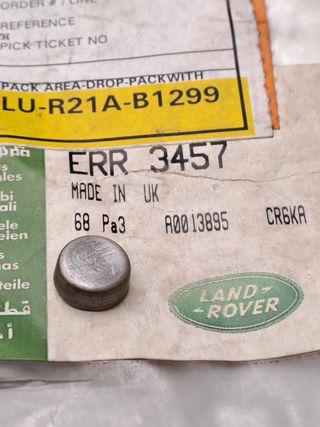 ORDER # / LINE
REFERENCE
PICK TICKET NO
PACK AREA-DROP-PACKWITH
LU-R21A-B1299
ERR 3457
MADE IN UK
68 Pa3 A0013895 CR6KA
LAND-
ROVER